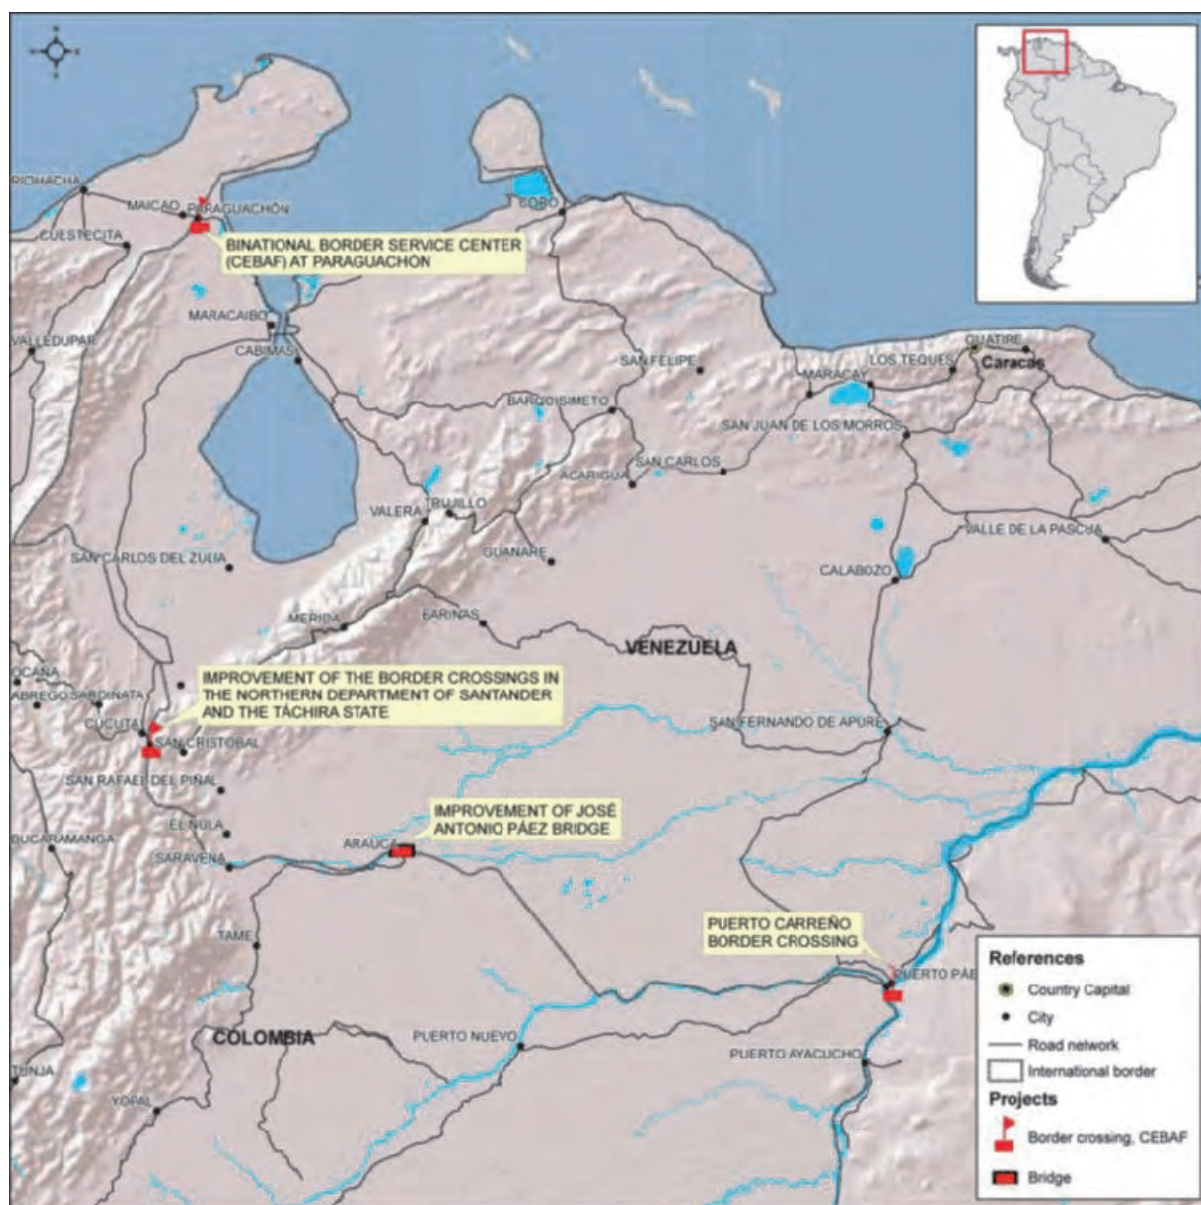 RIOHACHA
MAICAO
PARAGUACHÓN
CUESTECITA
BINATIONAL BORDER SERVICE CENTER
(CEBAF) AT PARAGUACHON
CORO
MARACAIBO
VALLEDUPAR
CABIMAS
SAN FELIPE
GUATIRE
LOS TEQUES
Caracas
MARACAY
BARQUISIMETO
SAN JUAN DE LOS MORROS
ACARIGUA
SAN CARLOS
VALERA
TRUJILLO
VALLE DE LA PASCUA
GUANARE
SAN CARLOS DEL ZULIA
CALABOZO
MERIDA
BARINAS
VENEZUELA
OCAÑA
IMPROVEMENT OF THE BORDER CROSSINGS IN
THE NORTHERN DEPARTMENT OF SANTANDER
AND THE TÁCHIRA STATE
ABREGO
SARDINATA
CUCUTA
SAN CRISTOBAL
SAN FERNANDO DE APURE
SAN RAFAEL DEL PIÑAL
IMPROVEMENT OF JOSÉ
ANTONIO PÁEZ BRIDGE
EL NULA
BUCARAMANGA
ARAUCA
SARAVENA
PUERTO CARREÑO
BORDER CROSSING
TAME
PUERTO PÁE
COLOMBIA
PUERTO NUEVO
PUERTO AYACUCHO
TUNJA
YOPAL
References
Country Capital
City
Road network
International border
Projects
Border crossing, CEBAF
Bridge